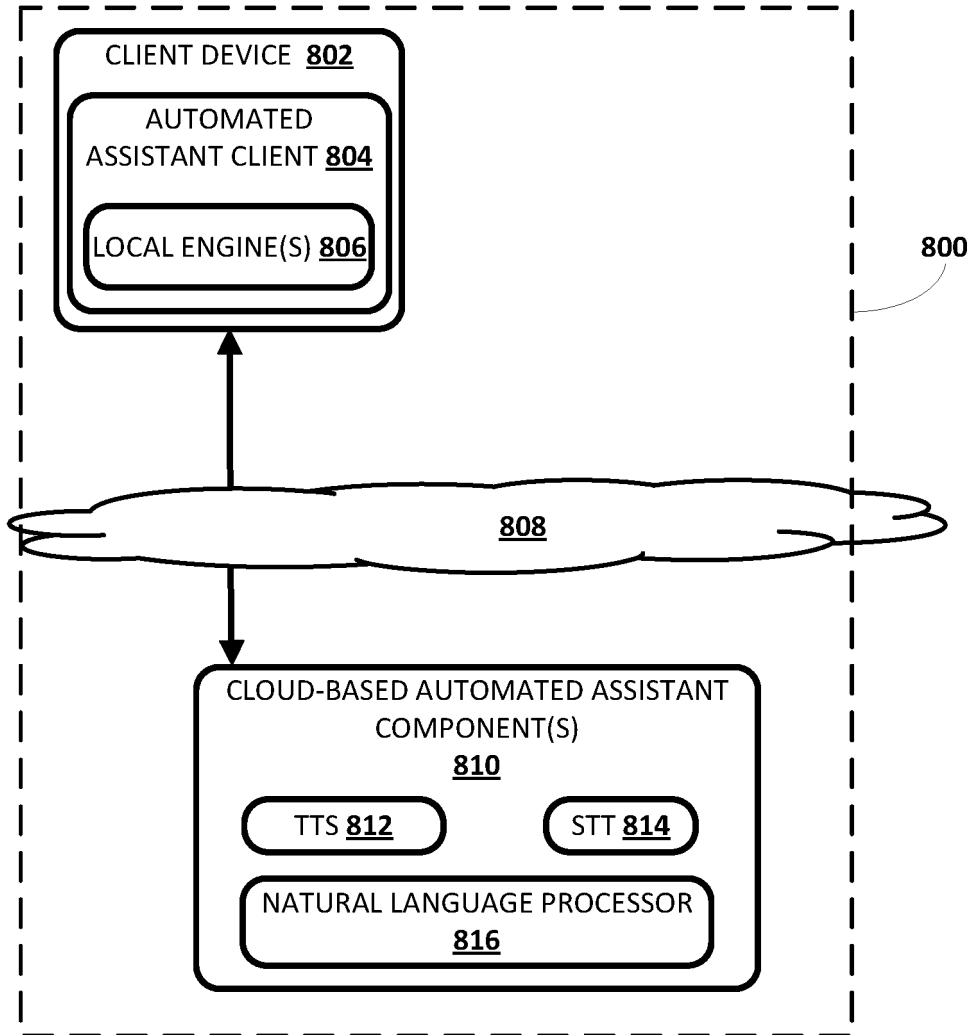 CLIENT DEVICE 802
AUTOMATED
ASSISTANT CLIENT 804
LOCAL ENGINE(S) 806
800
808
CLOUD-BASED AUTOMATED ASSISTANT
COMPONENT(S)
810
TTS 812
STT 814
NATURAL LANGUAGE PROCESSOR
816